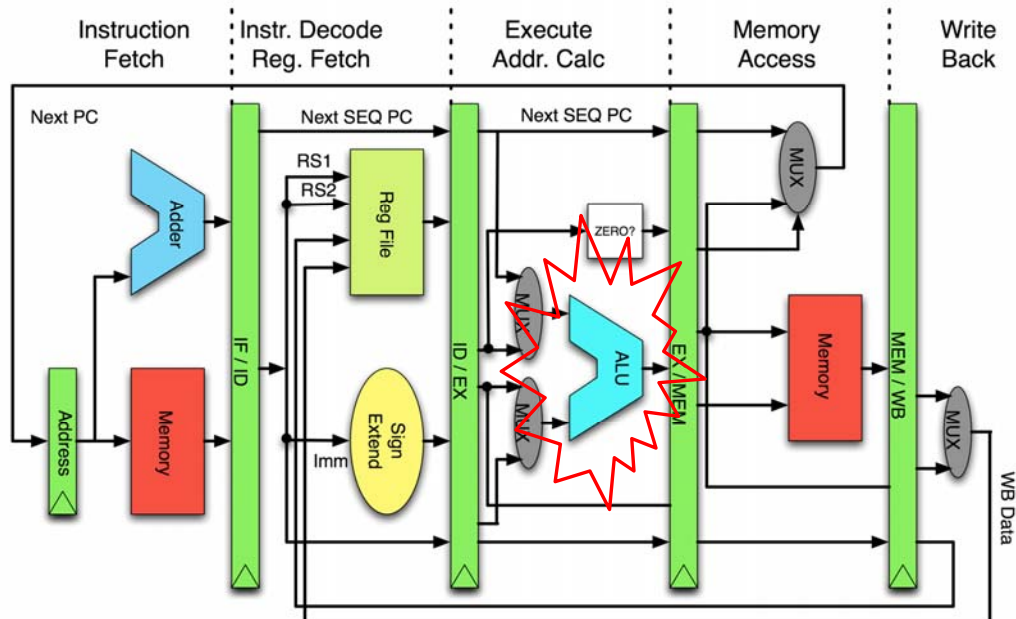 Instruction
Fetch
Instr. Decode
Reg. Fetch
Execute
Addr. Calc
Memory
Access
Write
Back
Next PC
Next SEQ PC
Next SEQ PC
RS1
RS2
Reg File
MUX
Adder
ZERO?
MUX
ALU
IF / ID
ID / EX
EX / MEM
MEM / WB
Memory
Address
Memory
Imm
Sign
Extend
MUX
MUX
WB Data